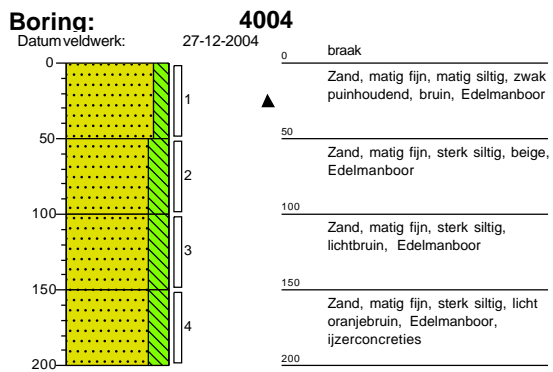 Boring: 4004
Datum veldwerk: 27-12-2004
0
50
100
150
200
1
2
3
4
0
braak
Zand, matig fijn, matig siltig, zwak
puinhoudend, bruin, Edelmanboor
50
Zand, matig fijn, sterk siltig, beige,
Edelmanboor
100
Zand, matig fijn, sterk siltig,
lichtbruin, Edelmanboor
150
Zand, matig fijn, sterk siltig, licht
oranjebruin, Edelmanboor,
ijzerconcreties
200